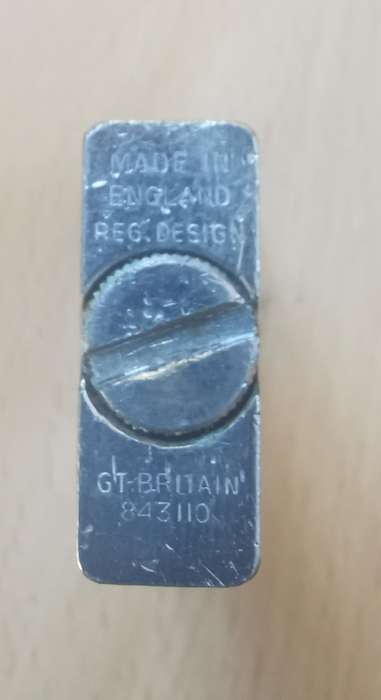 MADE IN
ENGLAND
REG. DESIGN
GT-BRITAIN
843110